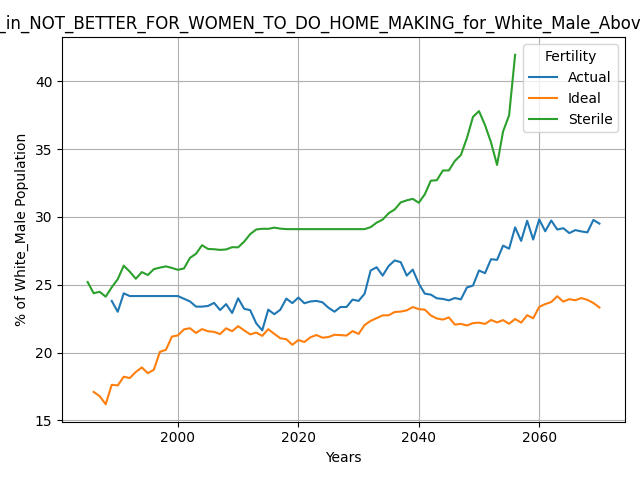 _in_NOT_BETTER_FOR_WOMEN_TO_DO_HOME_MAKING_for_White_Male_Abov
Fertility
Actual
Ideal
Sterile
% of White_Male Population
40
35
30
25
20
15
2000
2020
2040
2060
Years